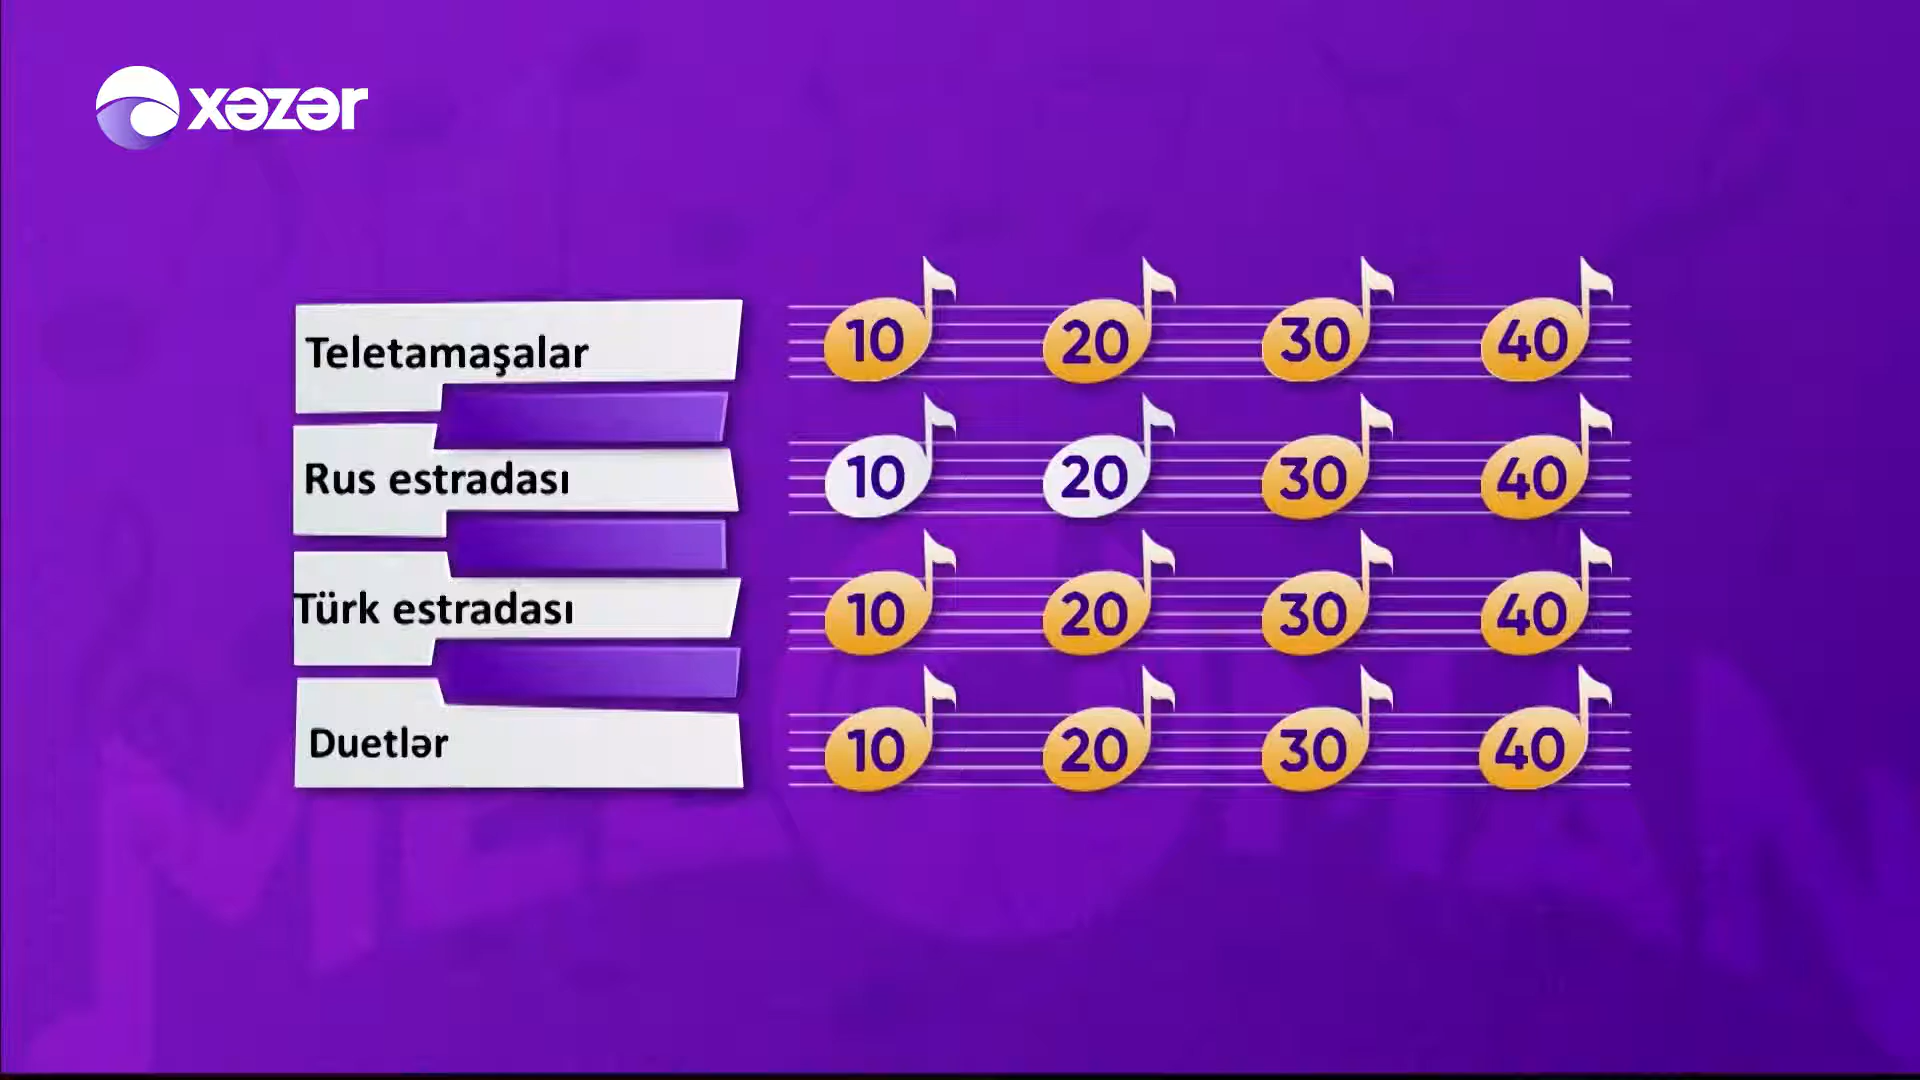 xəzər
Teletamaşalar 10 20 30 40
Rus estradası 10 20 30 40
Türk estradası 10 20 30 40
Duetlər 10 20 30 40